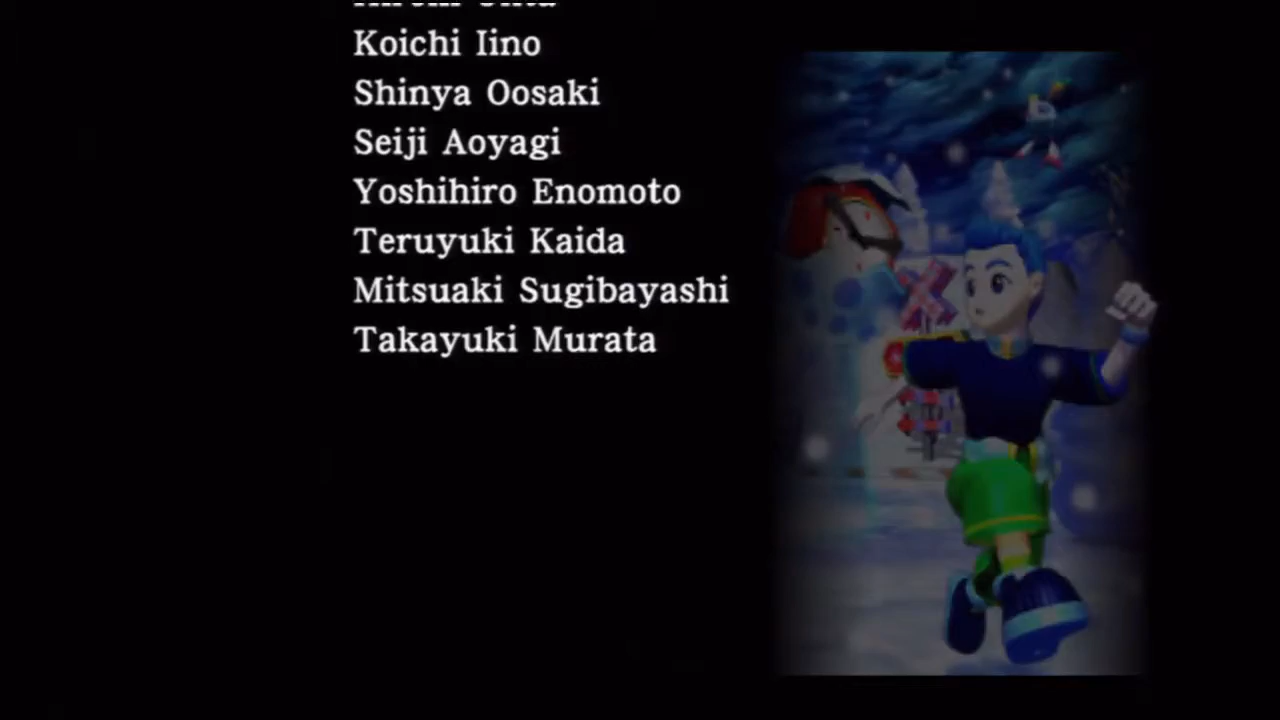 Koichi Iino
Shinya Oosaki
Seiji Aoyagi
Yoshihiro Enomoto
Teruyuki Kaida
Mitsuaki Sugibayashi
Takayuki Murata